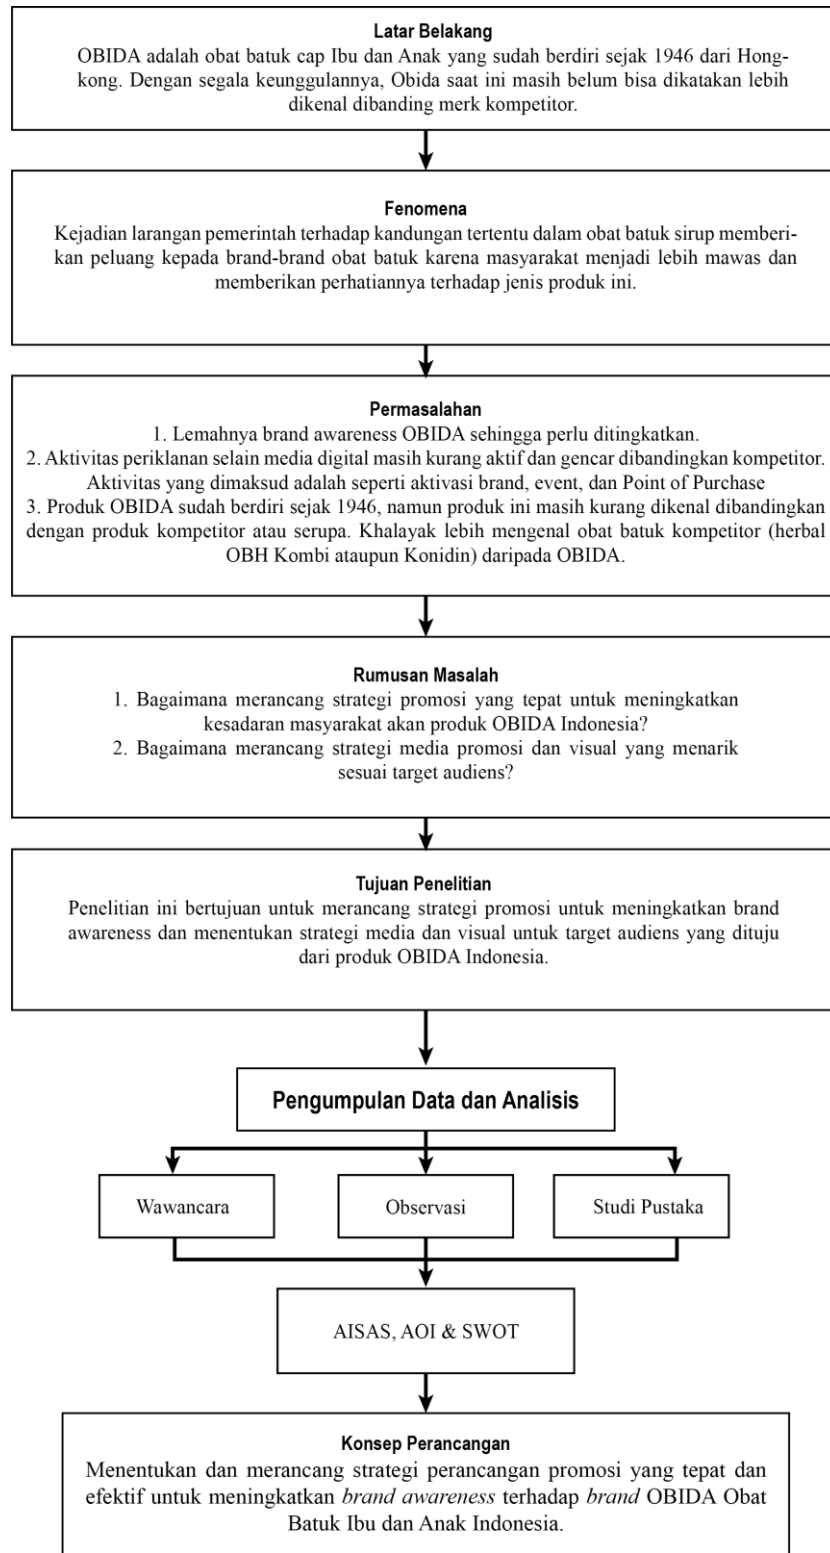 Latar Belakang
OBIDA adalah obat batuk cap Ibu dan Anak yang sudah berdiri sejak 1946 dari Hong-
kong. Dengan segala keunggulannya, Obida saat ini masih belum bisa dikatakan lebih
dikenal dibanding merk kompetitor.
Fenomena
Kejadian larangan pemerintah terhadap kandungan tertentu dalam obat batuk sirup memberi-
kan peluang kepada brand-brand obat batuk karena masyarakat menjadi lebih mawas dan
memberikan perhatiannya terhadap jenis produk ini.
Permasalahan
1. Lemahnya brand awareness OBIDA sehingga perlu ditingkatkan.
2. Aktivitas periklanan selain media digital masih kurang aktif dan gencar dibandingkan kompetitor.
Aktivitas yang dimaksud adalah seperti aktivasi brand, event, dan Point of Purchase
3. Produk OBIDA sudah berdiri sejak 1946, namun produk ini masih kurang dikenal dibandingkan
dengan produk kompetitor atau serupa. Khalayak lebih mengenal obat batuk kompetitor (herbal
OBH Kombi ataupun Konidin) daripada OBIDA.
Rumusan Masalah
1. Bagaimana merancang strategi promosi yang tepat untuk meningkatkan
kesadaran masyarakat akan produk OBIDA Indonesia?
2. Bagaimana merancang strategi media promosi dan visual yang menarik
sesuai target audiens?
Tujuan Penelitian
Penelitian ini bertujuan untuk merancang strategi promosi untuk meningkatkan brand
awareness dan menentukan strategi media dan visual untuk target audiens yang dituju
dari produk OBIDA Indonesia.
Pengumpulan Data dan Analisis
Wawancara
Observasi
Studi Pustaka
AISAS, AOI & SWOT
Konsep Perancangan
Menentukan dan merancang strategi perancangan promosi yang tepat dan
efektif untuk meningkatkan brand awareness terhadap brand OBIDA Obat
Batuk Ibu dan Anak Indonesia.